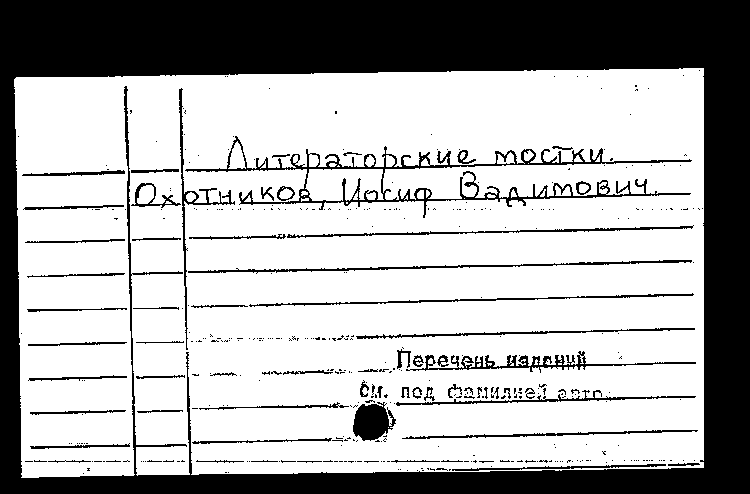 Литераторские мостки.
Охотников, Иосиф Вадимович.
Перечень изданий
см. под фамилией авто